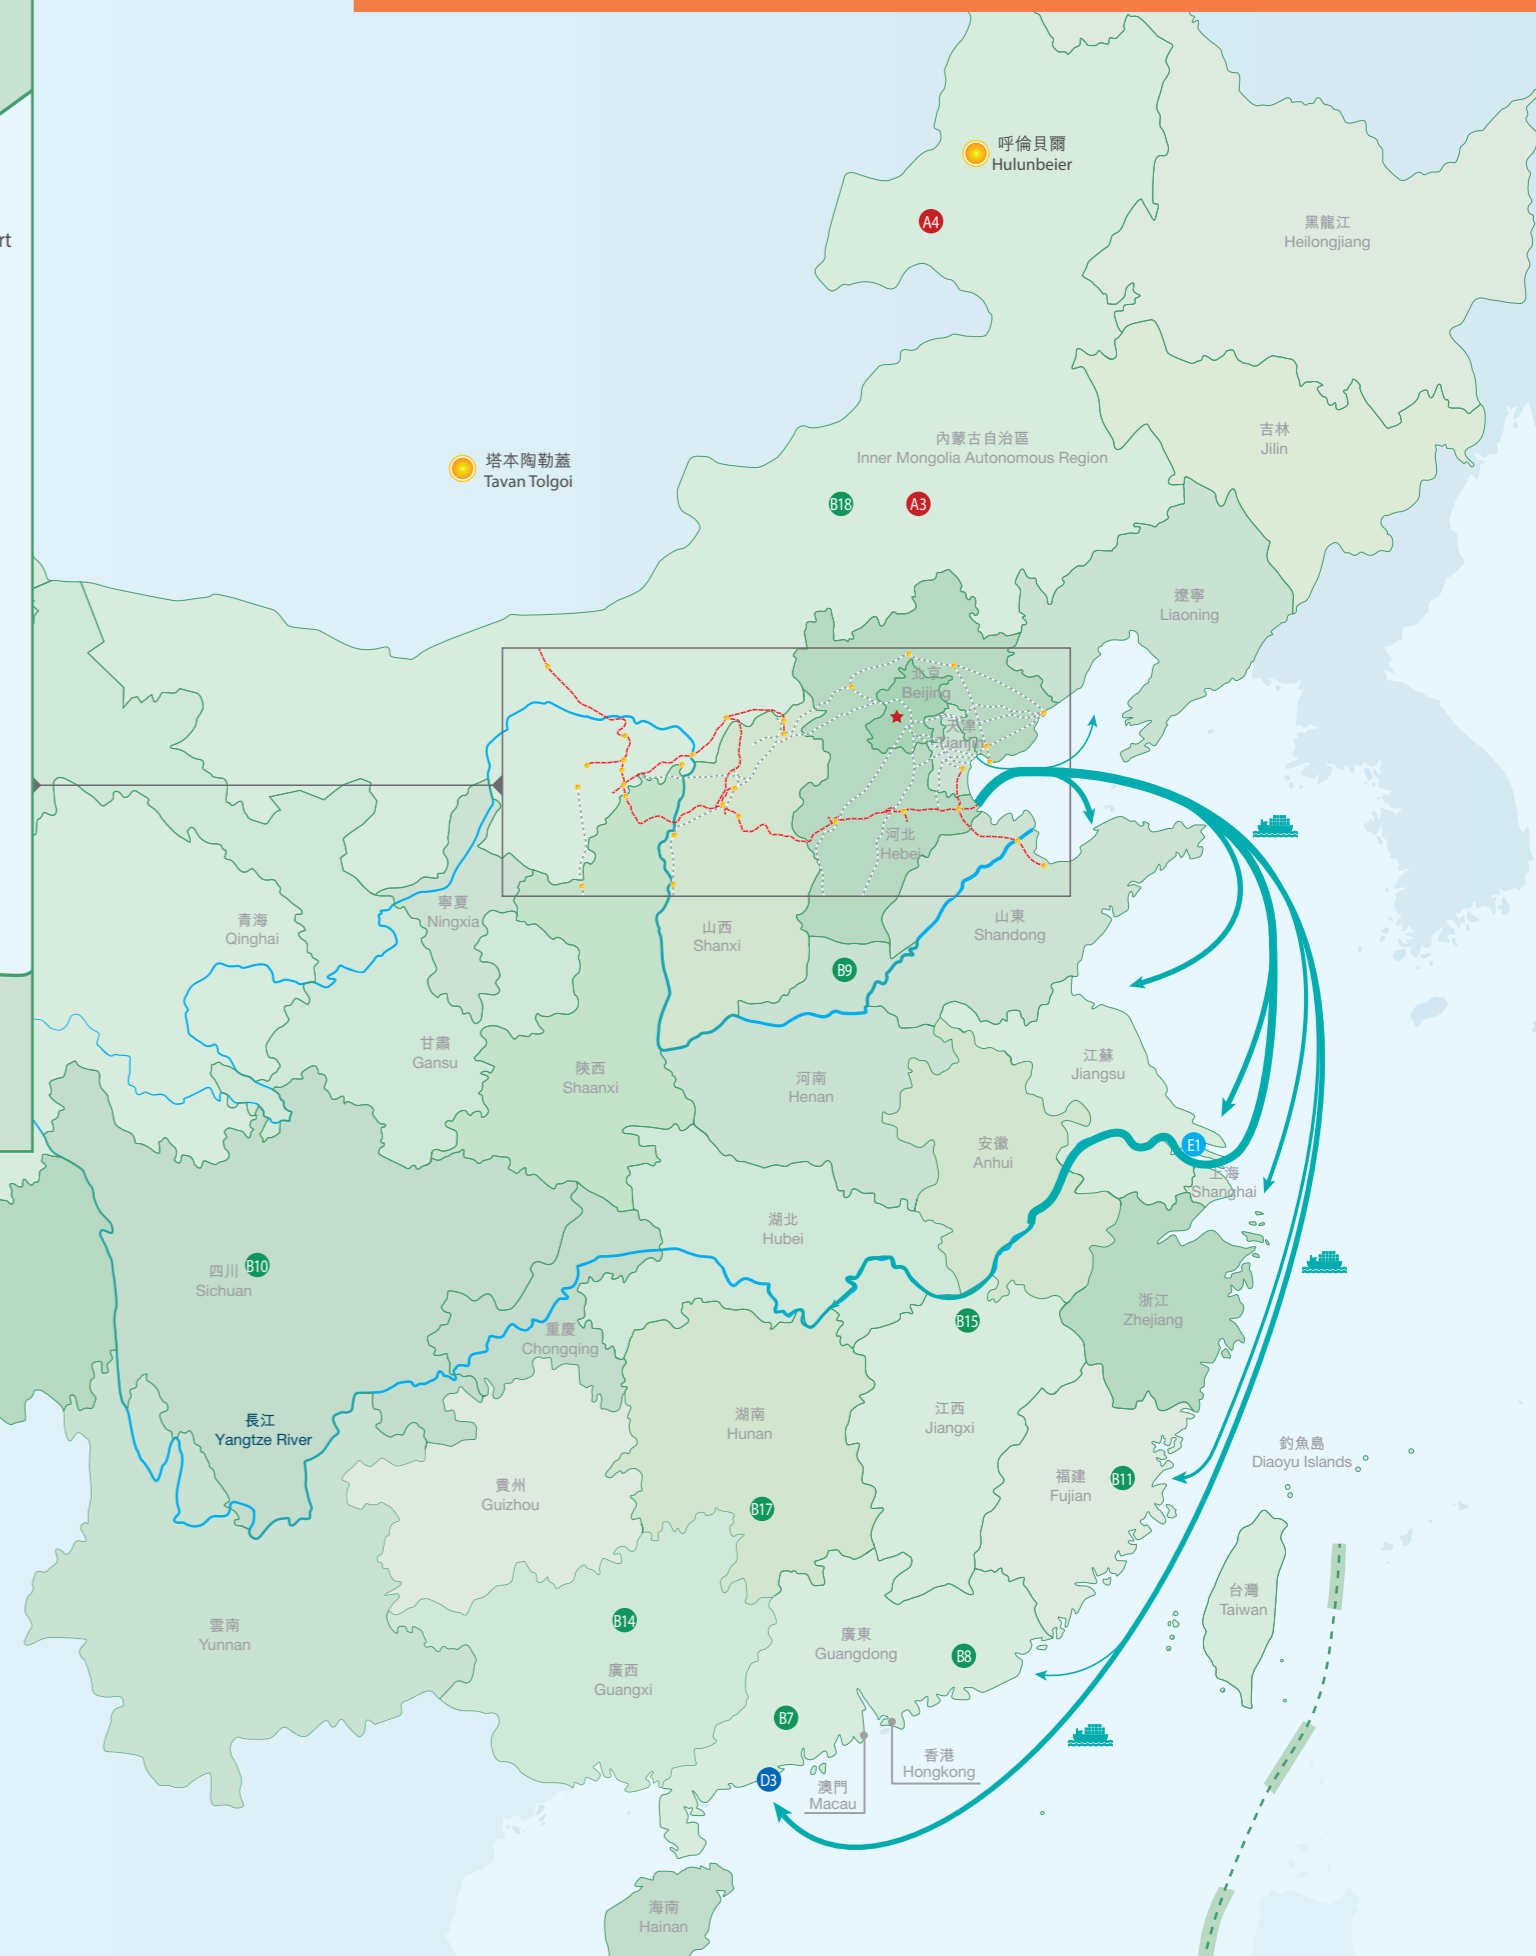 呼倫貝爾
Hulunbeier
rt
A4
黑龍江
Heilongjiang
吉林
Jilin
內蒙古自治區
Inner Mongolia Autonomous Region
塔本陶勒蓋
Tavan Tolgoi
B18
A3
遼寧
Liaoning
北京
Beijing
天津
Tianjin
河北
Hebei
寧夏
Ningxia
青海
Qinghai
山西
Shanxi
山東
Shandong
B9
甘肅
Gansu
陝西
Shaanxi
河南
Henan
江蘇
Jiangsu
安徽
Anhui
E1
上海
Shanghai
湖北
Hubei
四川
Sichuan
B10
浙江
Zhejiang
B15
重慶
Chongqing
長江
Yangtze River
湖南
Hunan
江西
Jiangxi
釣魚島
Diaoyu Islands
貴州
Guizhou
福建
Fujian
B11
B17
台灣
Taiwan
雲南
Yunnan
B14
廣西
Guangxi
廣東
Guangdong
B8
B7
香港
Hongkong
D3
澳門
Macau
海南
Hainan